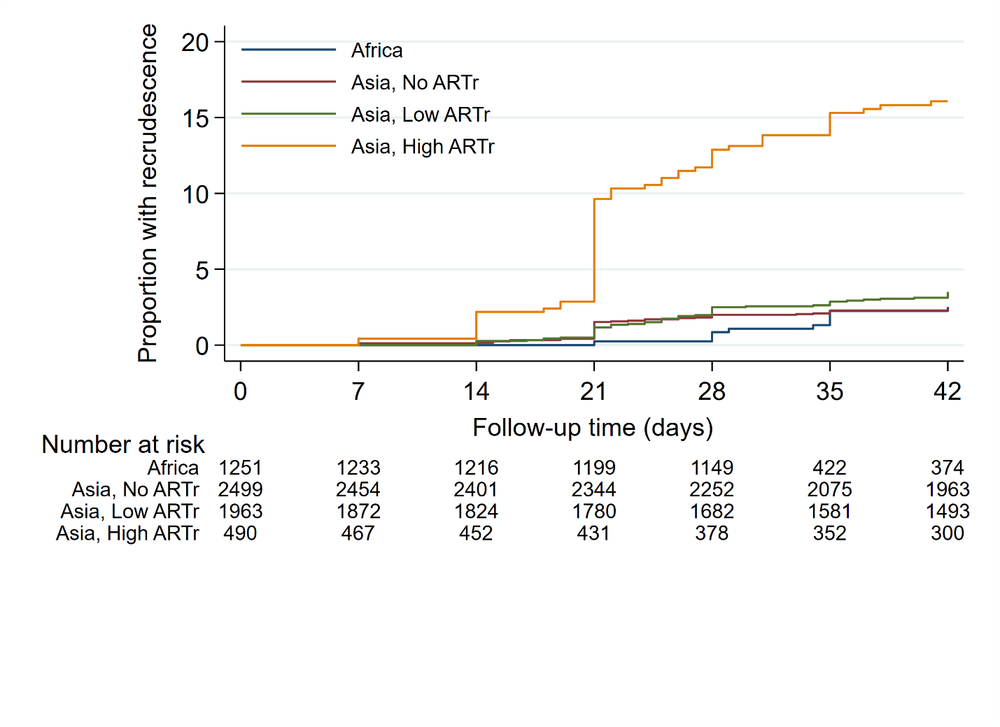 Proportion with recrudescence
20
15
10
5
0
Africa
Asia, No ARTr
Asia, Low ARTr
Asia, High ARTr
0 7 14 21 28 35 42
Follow-up time (days)
Number at risk
Africa 1251 1233 1216 1199 1149 422 374
Asia, No ARTr 2499 2454 2401 2344 2252 2075 1963
Asia, Low ARTr 1963 1872 1824 1780 1682 1581 1493
Asia, High ARTr 490 467 452 431 378 352 300